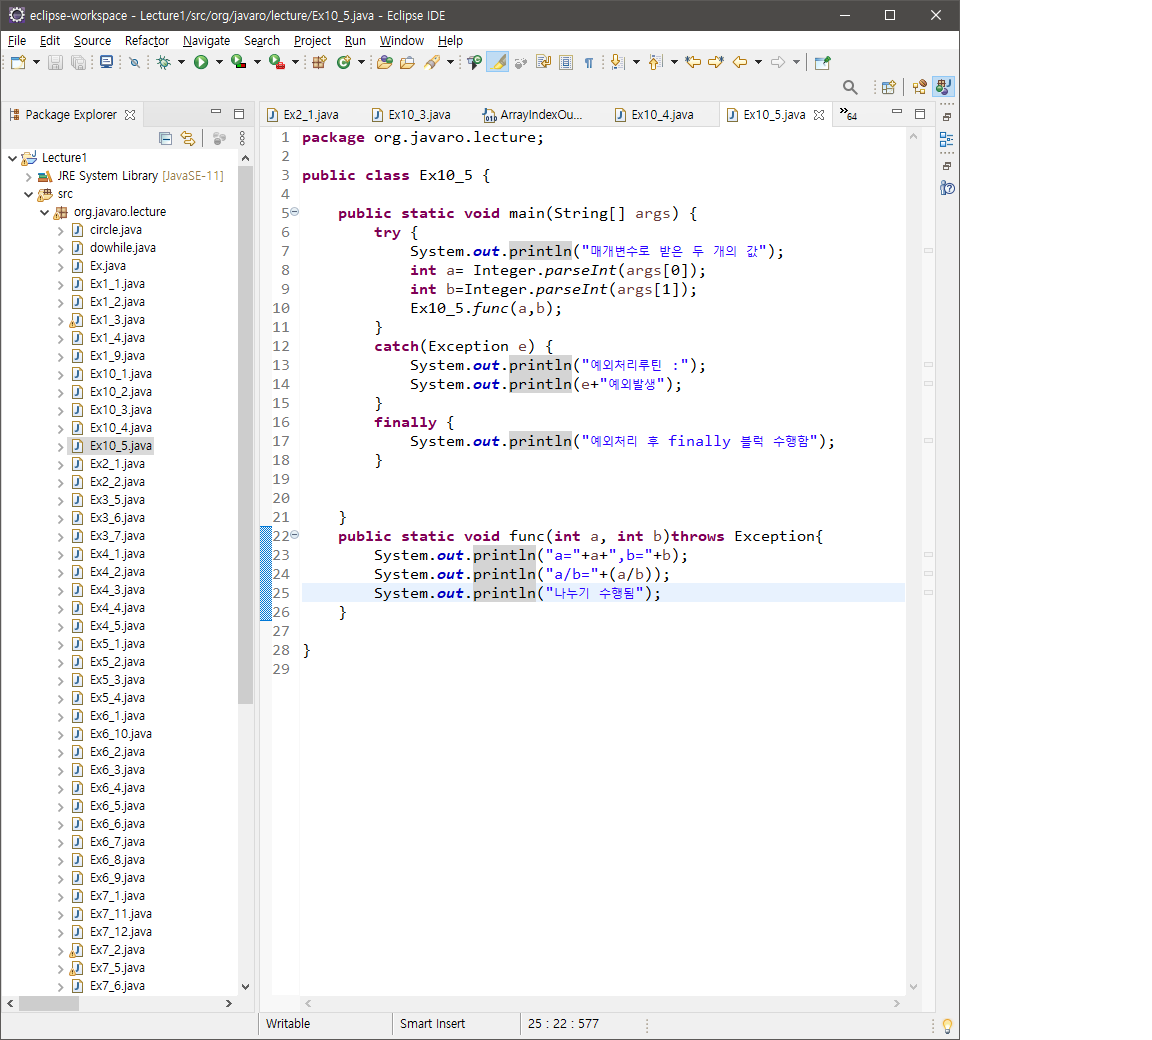 eclipse-workspace - Lecture1/src/org/javaro/lecture/Ex10_5.java - Eclipse IDE
File Edit Source Refactor Navigate Search Project Run Window Help
Package Explorer
Ex2_1.java Ex10_3.java ArrayIndexOu... Ex10_4.java Ex10_5.java »64
Lecture1
JRE System Library [JavaSE-11]
src
org.javaro.lecture
circle.java
dowhile.java
Ex.java
Ex1_1.java
Ex1_2.java
Ex1_3.java
Ex1_4.java
Ex1_9.java
Ex10_1.java
Ex10_2.java
Ex10_3.java
Ex10_4.java
Ex10_5.java
Ex2_1.java
Ex2_2.java
Ex3_5.java
Ex3_6.java
Ex3_7.java
Ex4_1.java
Ex4_2.java
Ex4_3.java
Ex4_4.java
Ex4_5.java
Ex5_1.java
Ex5_2.java
Ex5_3.java
Ex5_4.java
Ex6_1.java
Ex6_10.java
Ex6_2.java
Ex6_3.java
Ex6_4.java
Ex6_5.java
Ex6_6.java
Ex6_7.java
Ex6_8.java
Ex6_9.java
Ex7_1.java
Ex7_11.java
Ex7_12.java
Ex7_2.java
Ex7_5.java
Ex7_6.java
1 package org.javaro.lecture;
2
3 public class Ex10_5 {
4
5 public static void main(String[] args) {
6 try {
7 System.out.println("매개변수로 받은 두 개의 값");
8 int a= Integer.parseInt(args[0]);
9 int b=Integer.parseInt(args[1]);
10 Ex10_5.func(a,b);
11 }
12 catch(Exception e) {
13 System.out.println("예외처리루틴 :");
14 System.out.println(e+"예외발생");
15 }
16 finally {
17 System.out.println("예외처리 후 finally 블럭 수행함");
18 }
19
20
21 }
22 public static void func(int a, int b)throws Exception{
23 System.out.println("a="+a+",b="+b);
24 System.out.println("a/b="+(a/b));
25 System.out.println("나누기 수행됨");
26 }
27
28 }
29
Writable Smart Insert 25 : 22 : 577